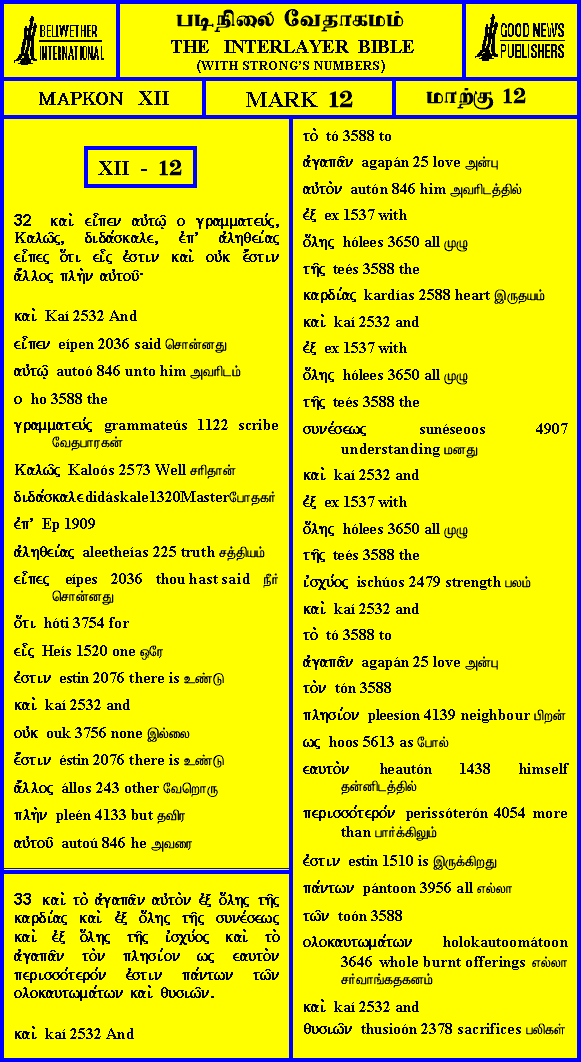 BELLWETHER
INTERNATIONAL
படிநிலை வேதாகமம்
THE INTERLAYER BIBLE
(WITH STRONG'S NUMBERS)
GOOD NEWS
PUBLISHERS
ΜΑΡΚΟΝ XII
MARK 12
மாற்கு 12
XII - 12
32 καὶ εἶπεν αὐτῷ ο γραμματεύς,
Καλῶς, διδάσκαλε, ἐπ' ἀληθείας
εἶπες ὅτι εἷς ἐστιν καὶ οὐκ ἔστιν
ἄλλος πλὴν αὐτοῦ·
καὶ Kaí 2532 And
εἶπεν eípen 2036 said சொன்னது
αὐτῷ autoó 846 unto him அவரிடம்
ο ho 3588 the
γραμματεύς grammateús 1122 scribe
வேதபாரகன்
Καλῶς Kaloós 2573 Well சரிதான்
διδάσκαλε didáskale1320Masterபோதகர்
ἐπ' Ep 1909
ἀληθείας aleetheías 225 truth சத்தியம்
εἶπες eípes 2036 thou hast said நீர்
சொன்னது
ὅτι hóti 3754 for
εἷς Heís 1520 one ஒரே
ἐστιν estin 2076 there is உண்டு
καὶ kaí 2532 and
οὐκ ouk 3756 none இல்லை
ἔστιν éstin 2076 there is உண்டு
ἄλλος állos 243 other வேறொரு
πλὴν pleén 4133 but தவிர
αὐτοῦ autoú 846 he அவரை
33 καὶ τὸ ἀγαπᾶν αὐτὸν ἐξ ὅλης τῆς
καρδίας καὶ ἐξ ὅλης τῆς συνέσεως
καὶ ἐξ ὅλης τῆς ἰσχύος καὶ τὸ
ἀγαπᾶν τὸν πλησίον ως εαυτὸν
περισσότερόν ἐστιν πάντων τῶν
ολοκαυτωμάτων καὶ θυσιῶν.
καὶ kaí 2532 And
τὸ tó 3588 to
ἀγαπᾶν agapán 25 love அன்பு
αὐτὸν autón 846 him அவரிடத்தில்
ἐξ ex 1537 with
ὅλης hólees 3650 all முழு
τῆς teés 3588 the
καρδίας kardías 2588 heart இருதயம்
καὶ kaí 2532 and
ἐξ ex 1537 with
ὅλης hólees 3650 all முழு
τῆς teés 3588 the
συνέσεως sunéseoos 4907
understanding மனது
καὶ kaí 2532 and
ἐξ ex 1537 with
ὅλης hólees 3650 all முழு
τῆς teés 3588 the
ἰσχύος ischúos 2479 strength பலம்
καὶ kaí 2532 and
τὸ tó 3588 to
ἀγαπᾶν agapán 25 love அன்பு
τὸν tón 3588
πλησίον pleesíon 4139 neighbour பிறன்
ως hoos 5613 as போல்
εαυτὸν heautón 1438 himself
தன்னிடத்தில்
περισσότερόν perissóterón 4054 more
than பார்க்கிலும்
ἐστιν estin 1510 is இருக்கிறது
πάντων pántoon 3956 all எல்லா
τῶν toón 3588
ολοκαυτωμάτων holokautoomátoon
3646 whole burnt offerings எல்லா
சர்வாங்கதகனம்
καὶ kaí 2532 and
θυσιῶν thusioón 2378 sacrifices பலிகள்